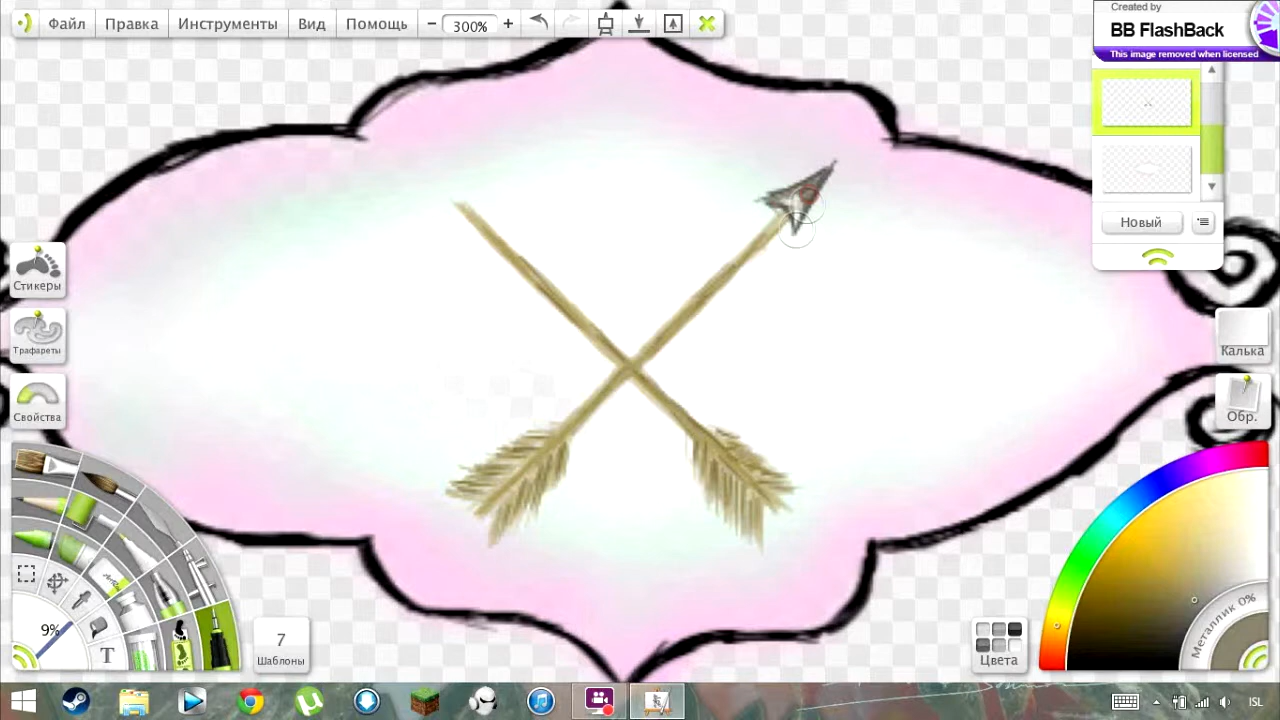 Файл Правка Инструменты Вид Помощь − 300% +
Created by
BB FlashBack
This image removed when licensed
Новый
Стикеры
Трафареты
Свойства
Калька
Обр.
9%
T
7
Шаблоны
Цвета
Металлик 0%
ISL